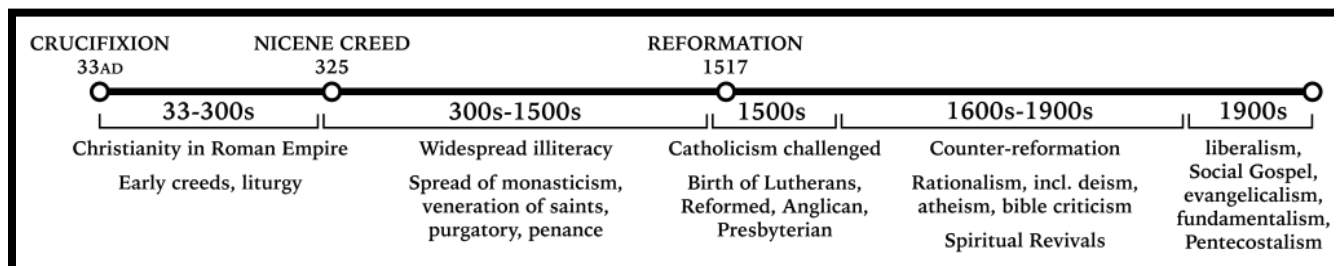 CRUCIFIXION
33AD
NICENE CREED
325
REFORMATION
1517
33-300s
300s-1500s
1500s
1600s-1900s
1900s
Christianity in Roman Empire
Early creeds, liturgy
Widespread illiteracy
Spread of monasticism,
veneration of saints,
purgatory, penance
Catholicism challenged
Birth of Lutherans,
Reformed, Anglican,
Presbyterian
Counter-reformation
Rationalism, incl. deism,
atheism, bible criticism
Spiritual Revivals
liberalism,
Social Gospel,
evangelicalism,
fundamentalism,
Pentecostalism